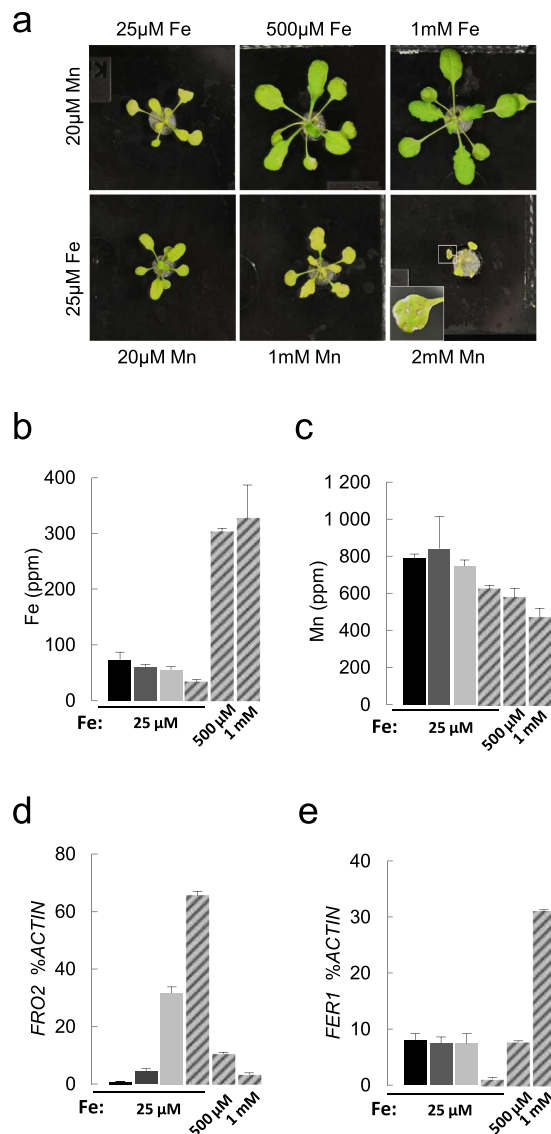 a
25µM Fe 500µM Fe 1mM Fe
20µM Mn
25µM Fe
20µM Mn 1mM Mn 2mM Mn
b
Fe (ppm)
400
300
200
100
0
Fe: 25 µM 500 µM 1 mM
c
Mn (ppm)
1 200
1 000
800
600
400
200
0
25 µM 500 µM 1 mM
d
FRO2 %ACTIN
80
60
40
20
0
Fe: 25 µM 500 µM 1 mM
e
FER1 %ACTIN
40
30
20
10
0
Fe: 25 µM 500 µM 1 mM